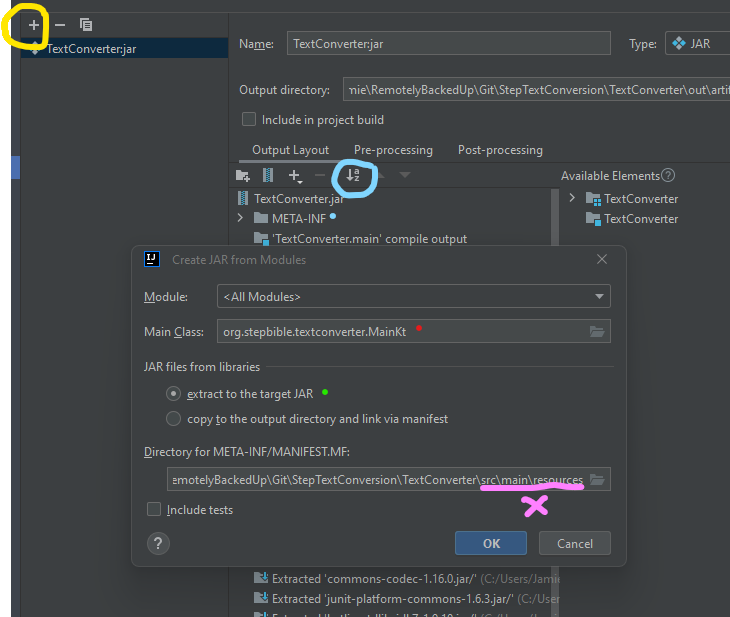 TextConverter.jar
Name: TextConverter.jar Type: JAR
Output directory: mie\RemotelyBackedUp\Git\StepTextConversion\TextConverter\out\artif
Include in project build
Output Layout Pre-processing Post-processing
Available Elements
TextConverter.jar TextConverter
META-INF TextConverter
'TextConverter.main' compile output
Create JAR from Modules
Module: <All Modules>
Main Class: org.stepbible.textconverter.MainKt
JAR files from libraries
extract to the target JAR
copy to the output directory and link via manifest
Directory for META-INF/MANIFEST.MF:
emotelyBackedUp\Git\StepTextConversion\TextConverter\src\main\resources
Include tests
? OK Cancel
Extracted 'commons-codec-1.16.0.jar/' (C:/Users/Jamie
Extracted 'junit-platform-commons-1.6.3.jar/' (C:/Use